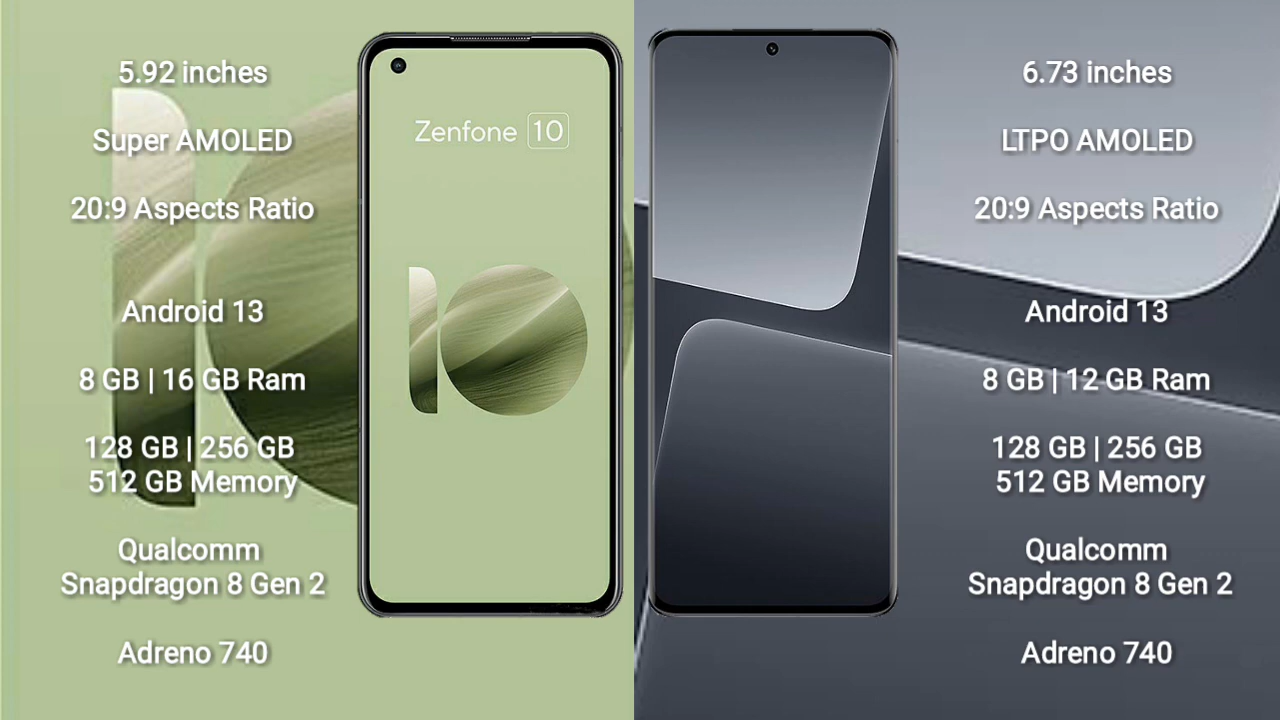 5.92 inches
Super AMOLED
20:9 Aspects Ratio
Android 13
8 GB | 16 GB Ram
128 GB | 256 GB
512 GB Memory
Qualcomm
Snapdragon 8 Gen 2
Adreno 740
Zenfone 10
10
6.73 inches
LTPO AMOLED
20:9 Aspects Ratio
Android 13
8 GB | 12 GB Ram
128 GB | 256 GB
512 GB Memory
Qualcomm
Snapdragon 8 Gen 2
Adreno 740